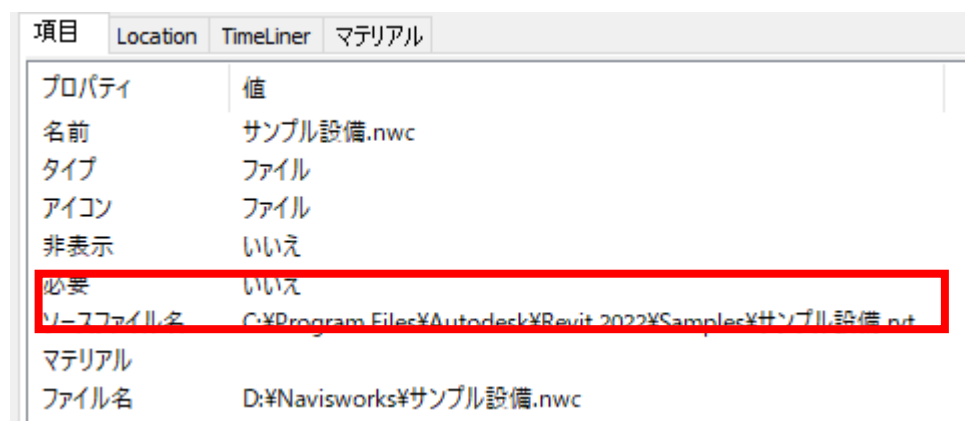 項目 Location TimeLiner マテリアル
プロパティ 値
名前 サンプル設備.nwc
タイプ ファイル
アイコン ファイル
非表示 いいえ
必要 いいえ
ソースファイル名 C:¥Program Files¥Autodesk¥Revit 2022¥Samples¥サンプル設備.rvt
マテリアル
ファイル名 D:¥Navisworks¥サンプル設備.nwc